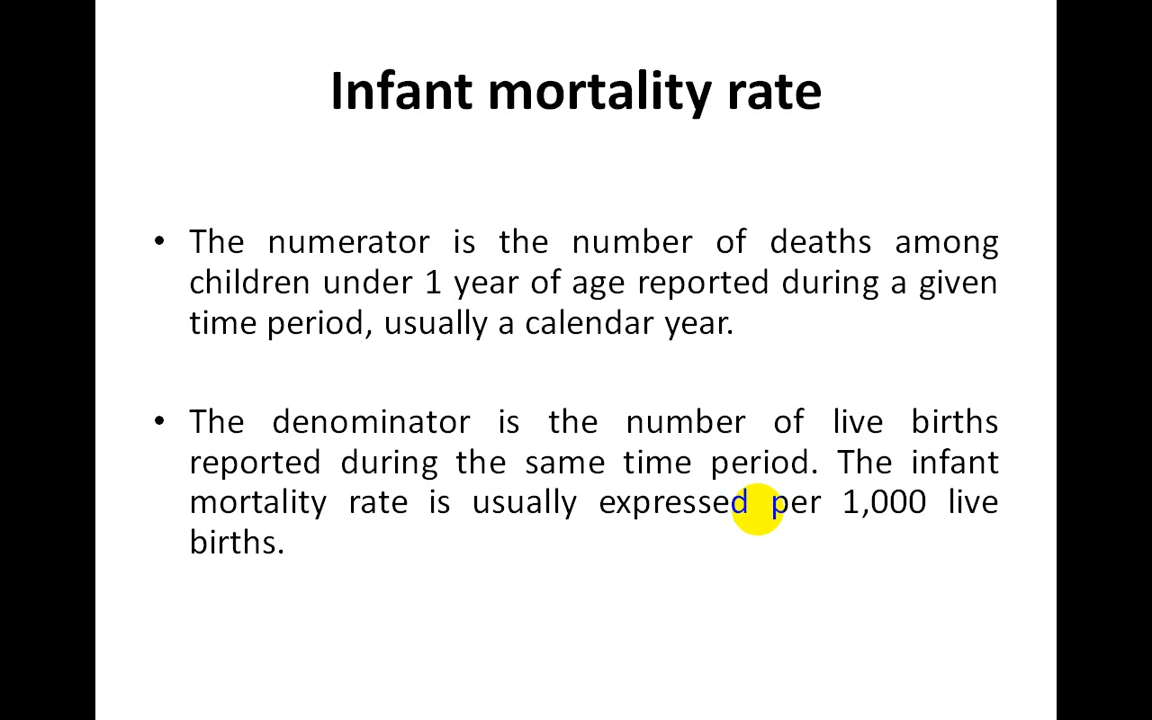 Infant mortality rate
• The numerator is the number of deaths among
children under 1 year of age reported during a given
time period, usually a calendar year.
• The denominator is the number of live births
reported during the same time period. The infant
mortality rate is usually expressed per 1,000 live
births.